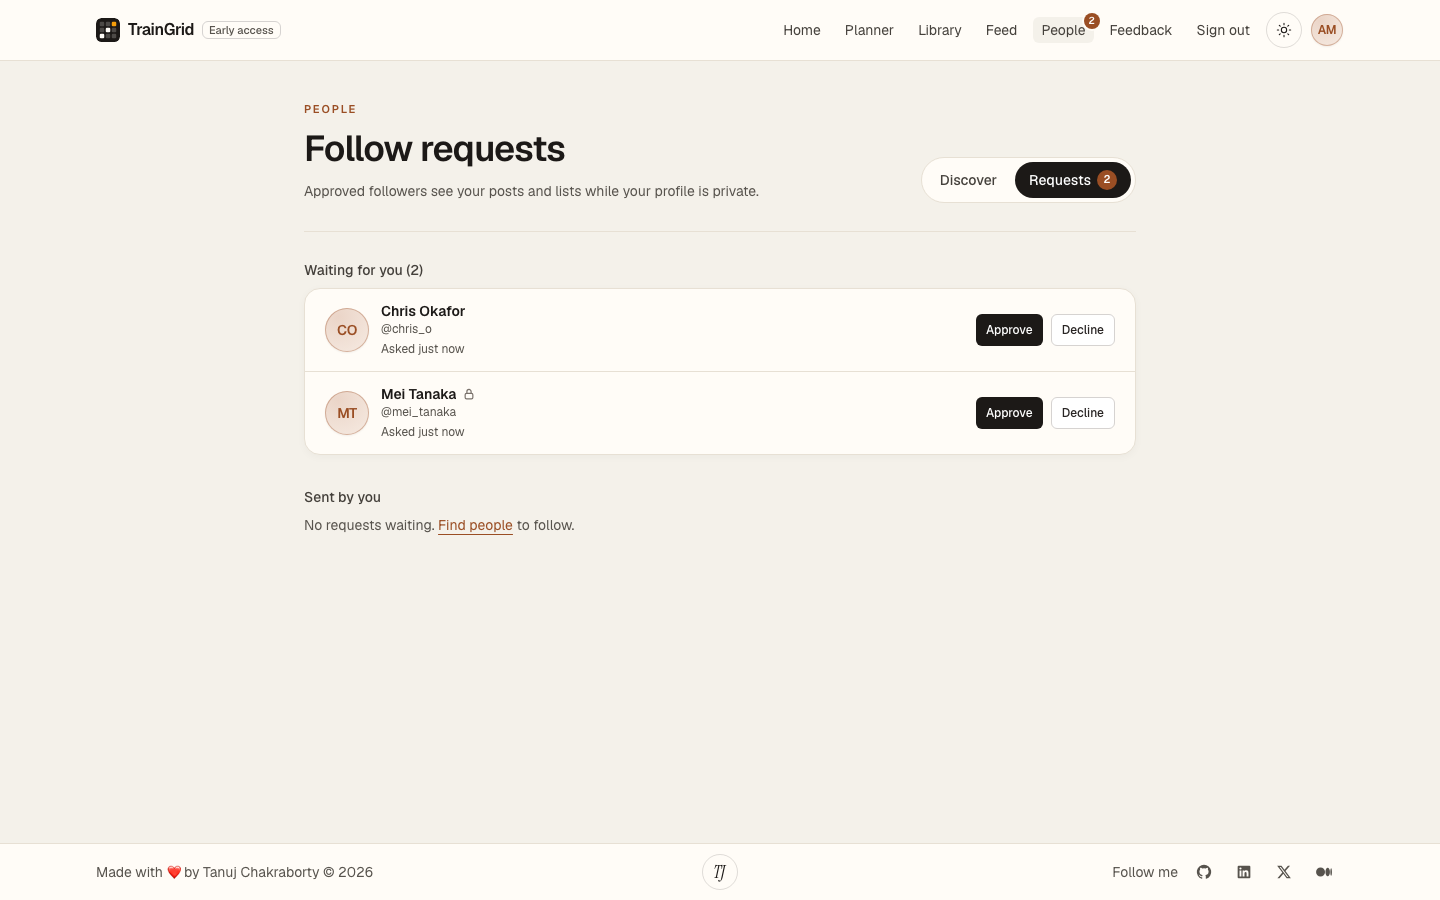 TrainGrid
Early access
Home
Planner
Library
Feed
People
2
Feedback
Sign out
AM
PEOPLE
Follow requests
Approved followers see your posts and lists while your profile is private.
Discover
Requests 2
Waiting for you (2)
CO
Chris Okafor
@chris_o
Asked just now
Approve
Decline
MT
Mei Tanaka
@mei_tanaka
Asked just now
Approve
Decline
Sent by you
No requests waiting. Find people to follow.
Made with ❤️ by Tanuj Chakraborty © 2026
TJ
Follow me